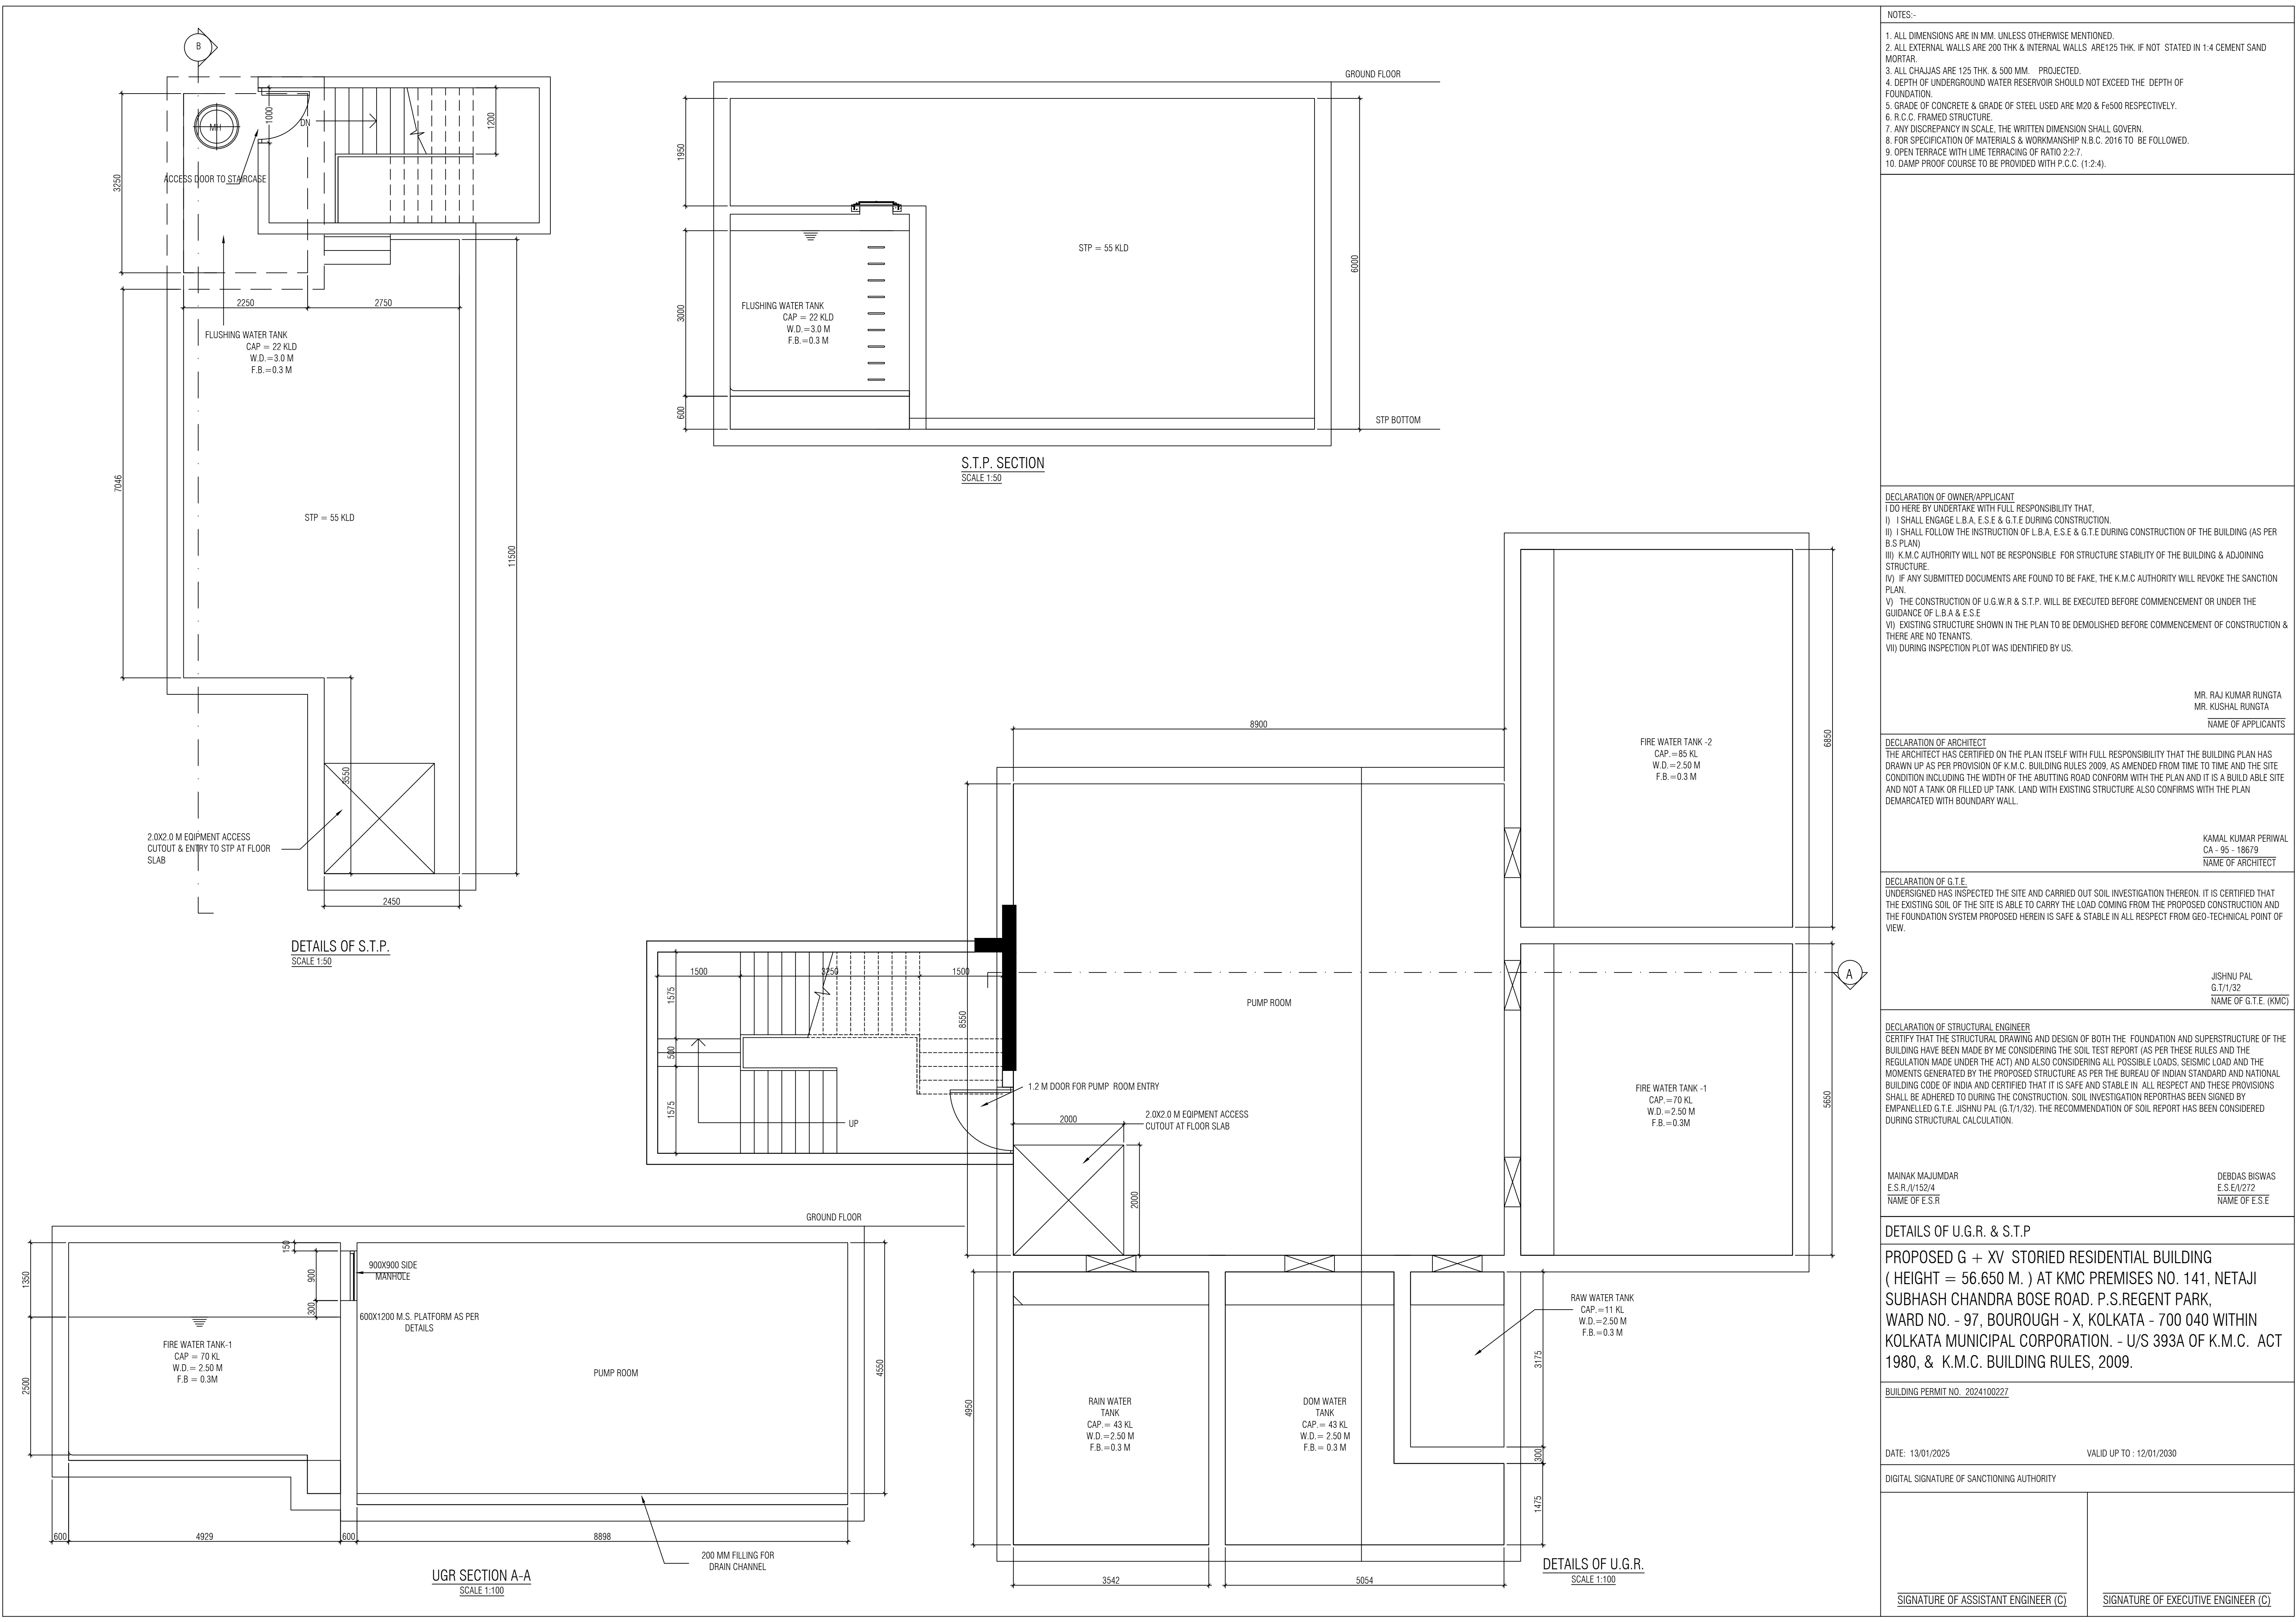 B
MH
1000
DN
1200
3250
ACCESS DOOR TO STAIRCASE
2250
2750
FLUSHING WATER TANK
CAP = 22 KLD
W.D.=3.0 M
F.B.=0.3 M
7046
STP = 55 KLD
11500
3550
2.0X2.0 M EQIPMENT ACCESS
CUTOUT & ENTRY TO STP AT FLOOR
SLAB
2450
DETAILS OF S.T.P.
SCALE 1:50
GROUND FLOOR
1950
STP = 55 KLD
6000
FLUSHING WATER TANK
CAP = 22 KLD
W.D.=3.0 M
F.B.=0.3 M
3000
600
STP BOTTOM
S.T.P. SECTION
SCALE 1:50
8900
FIRE WATER TANK -2
CAP.=85 KL
W.D.=2.50 M
F.B.=0.3 M
6850
1500
3250
1500
1575
500
1575
8550
PUMP ROOM
A
1.2 M DOOR FOR PUMP  ROOM ENTRY
UP
2000
2.0X2.0 M EQIPMENT ACCESS
CUTOUT AT FLOOR SLAB
2000
FIRE WATER TANK -1
CAP.=70 KL
W.D.=2.50 M
F.B.=0.3M
5650
RAW WATER TANK
CAP.=11 KL
W.D.=2.50 M
F.B.=0.3 M
3175
4950
RAIN WATER
TANK
CAP.= 43 KL
W.D.=2.50 M
F.B.=0.3 M
DOM WATER
TANK
CAP.= 43 KL
W.D.= 2.50 M
F.B.= 0.3 M
300
1475
3542
5054
DETAILS OF U.G.R.
SCALE 1:100
GROUND FLOOR
150
900X900 SIDE
MANHOLE
900
1350
300
600X1200 M.S. PLATFORM AS PER
DETAILS
FIRE WATER TANK-1
CAP = 70 KL
W.D.= 2.50 M
F.B = 0.3M
2500
PUMP ROOM
4550
600
4929
600
8898
200 MM FILLING FOR
DRAIN CHANNEL
UGR SECTION A-A
SCALE 1:100
NOTES:-
1. ALL DIMENSIONS ARE IN MM. UNLESS OTHERWISE MENTIONED.
2. ALL EXTERNAL WALLS ARE 200 THK & INTERNAL WALLS  ARE125 THK. IF NOT  STATED IN 1:4 CEMENT SAND
MORTAR.
3. ALL CHAJJAS ARE 125 THK. & 500 MM.   PROJECTED.
4. DEPTH OF UNDERGROUND WATER RESERVOIR SHOULD NOT EXCEED THE  DEPTH OF
FOUNDATION.
5. GRADE OF CONCRETE & GRADE OF STEEL USED ARE M20 & Fe500 RESPECTIVELY.
6. R.C.C. FRAMED STRUCTURE.
7. ANY DISCREPANCY IN SCALE, THE WRITTEN DIMENSION SHALL GOVERN.
8. FOR SPECIFICATION OF MATERIALS & WORKMANSHIP N.B.C. 2016 TO  BE FOLLOWED.
9. OPEN TERRACE WITH LIME TERRACING OF RATIO 2:2:7.
10. DAMP PROOF COURSE TO BE PROVIDED WITH P.C.C. (1:2:4).
DECLARATION OF OWNER/APPLICANT
I DO HERE BY UNDERTAKE WITH FULL RESPONSIBILITY THAT,
I)   I SHALL ENGAGE L.B.A, E.S.E & G.T.E DURING CONSTRUCTION.
II)  I SHALL FOLLOW THE INSTRUCTION OF L.B.A, E.S.E & G.T.E DURING CONSTRUCTION OF THE BUILDING (AS PER
B.S PLAN)
III)  K.M.C AUTHORITY WILL NOT BE RESPONSIBLE  FOR STRUCTURE STABILITY OF THE BUILDING & ADJOINING
STRUCTURE.
IV)  IF ANY SUBMITTED DOCUMENTS ARE FOUND TO BE FAKE, THE K.M.C AUTHORITY WILL REVOKE THE SANCTION
PLAN.
V)   THE CONSTRUCTION OF U.G.W.R & S.T.P. WILL BE EXECUTED BEFORE COMMENCEMENT OR UNDER THE
GUIDANCE OF L.B.A & E.S.E
VI)  EXISTING STRUCTURE SHOWN IN THE PLAN TO BE DEMOLISHED BEFORE COMMENCEMENT OF CONSTRUCTION &
THERE ARE NO TENANTS.
VII) DURING INSPECTION PLOT WAS IDENTIFIED BY US.
MR. RAJ KUMAR RUNGTA
MR. KUSHAL RUNGTA
NAME OF APPLICANTS
DECLARATION OF ARCHITECT
THE ARCHITECT HAS CERTIFIED ON THE PLAN ITSELF WITH FULL RESPONSIBILITY THAT THE BUILDING PLAN HAS
DRAWN UP AS PER PROVISION OF K.M.C. BUILDING RULES 2009, AS AMENDED FROM TIME TO TIME AND THE SITE
CONDITION INCLUDING THE WIDTH OF THE ABUTTING ROAD CONFORM WITH THE PLAN AND IT IS A BUILD ABLE SITE
AND NOT A TANK OR FILLED UP TANK. LAND WITH EXISTING STRUCTURE ALSO CONFIRMS WITH THE PLAN
DEMARCATED WITH BOUNDARY WALL.
KAMAL KUMAR PERIWAL
CA - 95 - 18679
NAME OF ARCHITECT
DECLARATION OF G.T.E.
UNDERSIGNED HAS INSPECTED THE SITE AND CARRIED OUT SOIL INVESTIGATION THEREON. IT IS CERTIFIED THAT
THE EXISTING SOIL OF THE SITE IS ABLE TO CARRY THE LOAD COMING FROM THE PROPOSED CONSTRUCTION AND
THE FOUNDATION SYSTEM PROPOSED HEREIN IS SAFE & STABLE IN ALL RESPECT FROM GEO-TECHNICAL POINT OF
VIEW.
JISHNU PAL
G.T/1/32
NAME OF G.T.E. (KMC)
DECLARATION OF STRUCTURAL ENGINEER
CERTIFY THAT THE STRUCTURAL DRAWING AND DESIGN OF BOTH THE  FOUNDATION AND SUPERSTRUCTURE OF THE
BUILDING HAVE BEEN MADE BY ME CONSIDERING THE SOIL TEST REPORT (AS PER THESE RULES AND THE
REGULATION MADE UNDER THE ACT) AND ALSO CONSIDERING ALL POSSIBLE LOADS, SEISMIC LOAD AND THE
MOMENTS GENERATED BY THE PROPOSED STRUCTURE AS PER THE BUREAU OF INDIAN STANDARD AND NATIONAL
BUILDING CODE OF INDIA AND CERTIFIED THAT IT IS SAFE AND STABLE IN  ALL RESPECT AND THESE PROVISIONS
SHALL BE ADHERED TO DURING THE CONSTRUCTION. SOIL INVESTIGATION REPORTHAS BEEN SIGNED BY
EMPANELLED G.T.E. JISHNU PAL (G.T/1/32). THE RECOMMENDATION OF SOIL REPORT HAS BEEN CONSIDERED
DURING STRUCTURAL CALCULATION.
MAINAK MAJUMDAR
E.S.R./I/152/4
NAME OF E.S.R
DEBDAS BISWAS
E.S.E/I/272
NAME OF E.S.E
DETAILS OF U.G.R. & S.T.P
PROPOSED G + XV  STORIED RESIDENTIAL BUILDING
( HEIGHT = 56.650 M. ) AT KMC PREMISES NO. 141, NETAJI
SUBHASH CHANDRA BOSE ROAD. P.S.REGENT PARK,
WARD NO. - 97, BOUROUGH - X, KOLKATA - 700 040 WITHIN
KOLKATA MUNICIPAL CORPORATION. - U/S 393A OF K.M.C.  ACT
1980, &  K.M.C. BUILDING RULES, 2009.
BUILDING PERMIT NO.  2024100227
DATE:  13/01/2025
VALID UP TO : 12/01/2030
DIGITAL SIGNATURE OF SANCTIONING AUTHORITY
SIGNATURE OF ASSISTANT ENGINEER (C)
SIGNATURE OF EXECUTIVE ENGINEER (C)